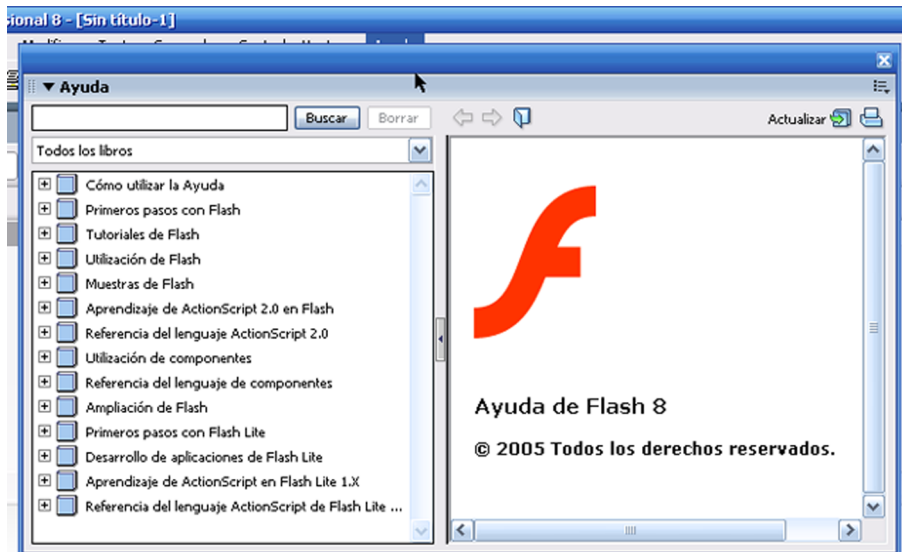 sional 8 - [Sin título-1]
Ayuda
Buscar
Borrar
Actualizar
Todos los libros
Cómo utilizar la Ayuda
Primeros pasos con Flash
Tutoriales de Flash
Utilización de Flash
Muestras de Flash
Aprendizaje de ActionScript 2.0 en Flash
Referencia del lenguaje ActionScript 2.0
Utilización de componentes
Referencia del lenguaje de componentes
Ampliación de Flash
Primeros pasos con Flash Lite
Desarrollo de aplicaciones de Flash Lite
Aprendizaje de ActionScript en Flash Lite 1.X
Referencia del lenguaje ActionScript de Flash Lite ...
Ayuda de Flash 8
© 2005 Todos los derechos reservados.